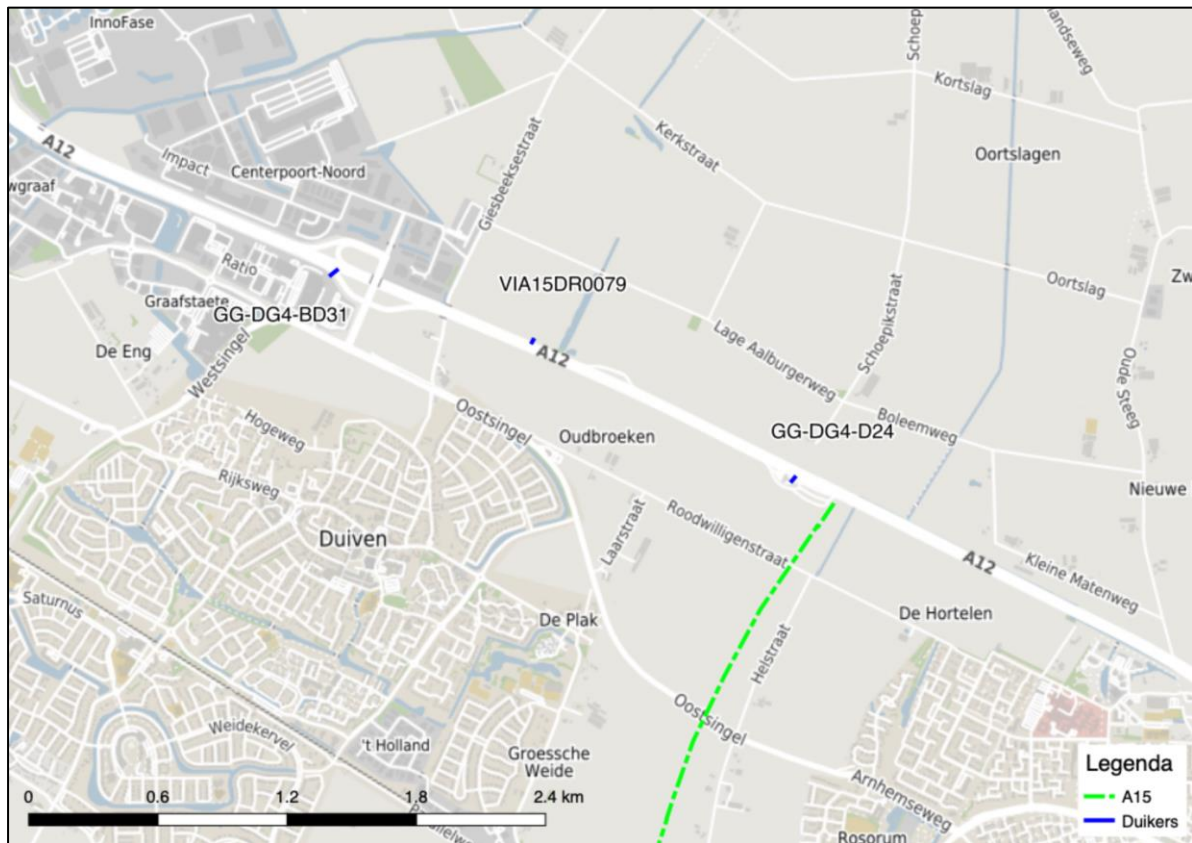 InnoFase
Schoep
andseweg
Kortslag
A12
Impact
Centerpoort-Noord
Giesbeeksestraat
Kerkstraat
Oortslagen
wgraaf
Ratio
Graafstaete
GG-DG4-BD31
VIA15DR0079
Schoepikstraat
Oortslag
Zw
De Eng
Westsingel
A12
Lage Aalburgerweg
Boleemweg
Oude Steeg
Hogeweg
Oostsingel
Oudbroeken
GG-DG4-D24
Rijksweg
Nieuwe
Duiven
Laarstraat
Roodwilligenstraat
A12
Kleine Matenweg
Saturnus
De Plak
De Hortelen
Helstraat
Oostsingel
Weidekervel
't Holland
Groessche
Weide
Arnhemseweg
Rosorum
0 0.6 1.2 1.8 2.4 km
Legenda
A15
Duikers